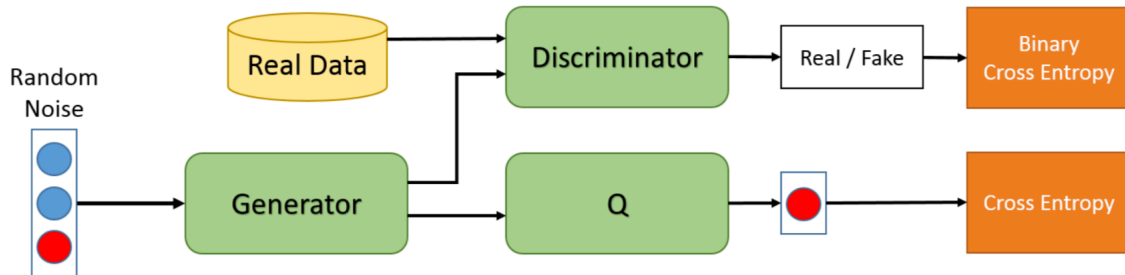 Real Data
Discriminator
Real / Fake
Binary
Cross Entropy
Random
Noise
Generator
Q
Cross Entropy